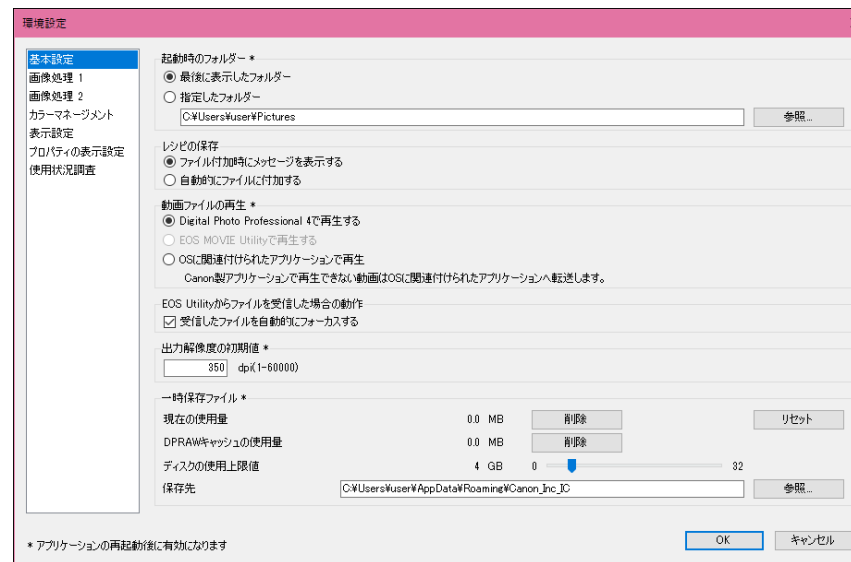 環境設定
基本設定
画像処理 1
画像処理 2
カラーマネージメント
表示設定
プロパティの表示設定
使用状況調査
起動時のフォルダー *
最後に表示したフォルダー
指定したフォルダー
C:¥Users¥user¥Pictures 参照...
レシピの保存
ファイル付加時にメッセージを表示する
自動的にファイルに付加する
動画ファイルの再生 *
Digital Photo Professional 4で再生する
EOS MOVIE Utilityで再生する
OSに関連付けられたアプリケーションで再生
Canon製アプリケーションで再生できない動画はOSに関連付けられたアプリケーションへ転送します。
EOS Utilityからファイルを受信した場合の動作
受信したファイルを自動的にフォーカスする
出力解像度の初期値 *
350 dpi(1-60000)
一時保存ファイル *
現在の使用量 0.0 MB 削除 リセット
DPRAWキャッシュの使用量 0.0 MB 削除
ディスクの使用上限値 4 GB 0 32
保存先 C:¥Users¥user¥AppData¥Roaming¥Canon_Inc_IC 参照...
* アプリケーションの再起動後に有効になります OK キャンセル